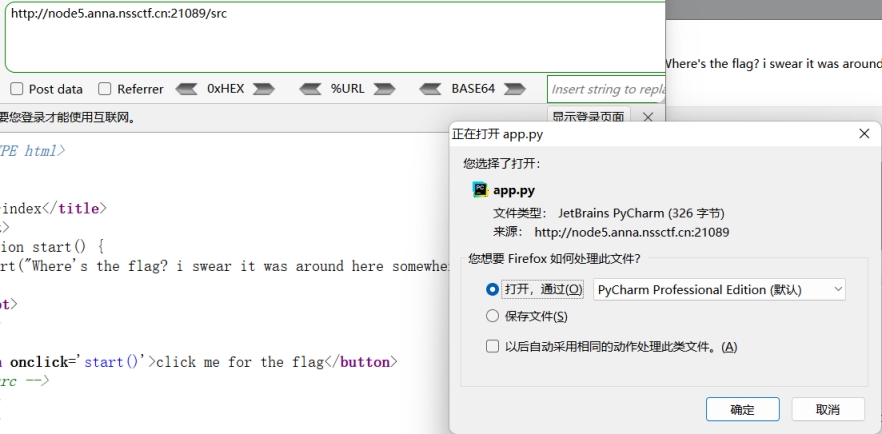 http://node5.anna.nssctf.cn:21089/src
Post data Referrer 0xHEX %URL BASE64 Insert string to repla
Where's the flag? i swear it was around
要您登录才能使用互联网。 显示登录页面
YPE html>
index</title>
>
ion start() {
rt("Where's the flag? i swear it was around here somewhe
pt>
onclick='start()'>click me for the flag</button>
rc -->
正在打开 app.py
您选择了打开:
app.py
文件类型: JetBrains PyCharm (326 字节)
来源: http://node5.anna.nssctf.cn:21089
您想要 Firefox 如何处理此文件?
打开,通过(O) PyCharm Professional Edition (默认)
保存文件(S)
以后自动采用相同的动作处理此类文件。(A)
确定 取消